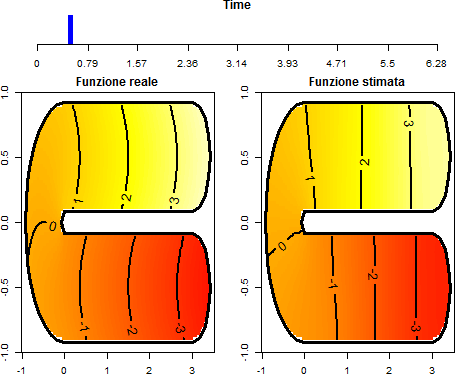 Time
0 0.79 1.57 2.36 3.14 3.93 4.71 5.5 6.28
Funzione reale Funzione stimata
1.0 1.0
0.5 0.5
0.0 0.0
-0.5 -0.5
-1.0 -1.0
1 2 3 1 2 3
0 0
-1 -2 -3 -1 -2 -3
-1 0 1 2 3 -1 0 1 2 3